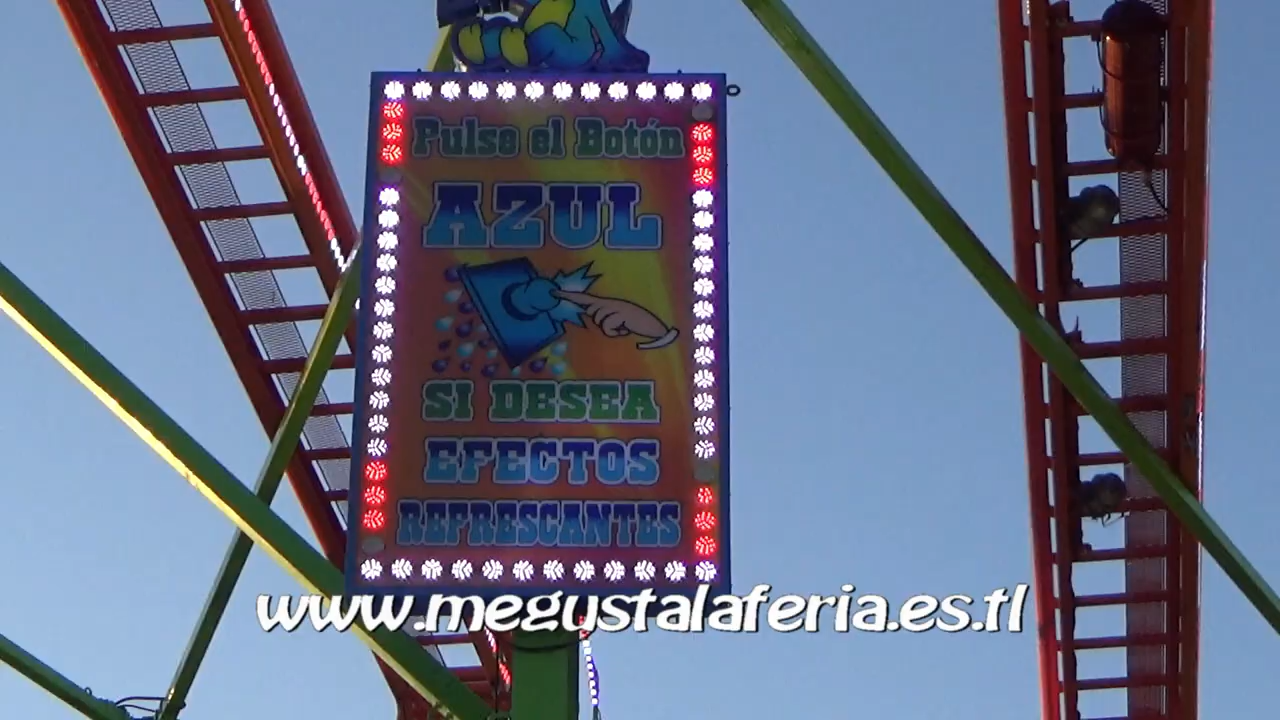 Pulse el Botón
AZUL
SI DESEA
EFECTOS
REFRESCANTES
www.megustalaferia.es.tl